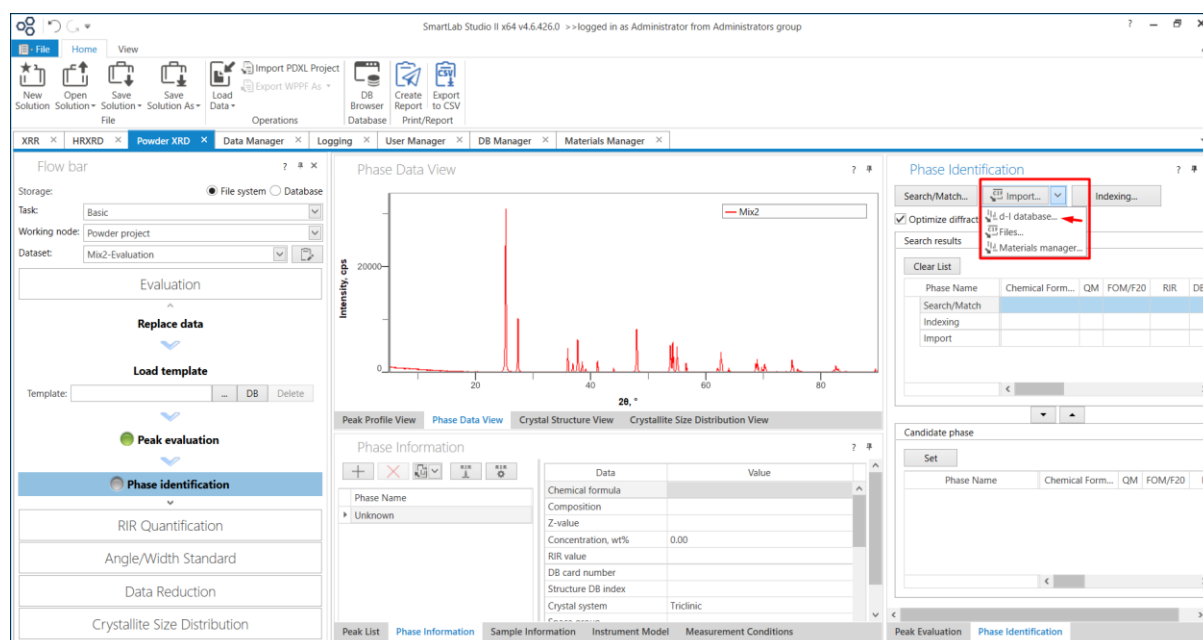 SmartLab Studio II x64 v4.6.426.0 >>logged in as Administrator from Administrators group
File Home View
New Solution
Open Solution
Save Solution
Save Solution As
Load Data
Import PDXL Project
Export WPPF As
DB Browser
Create Report
Export to CSV
File Operations Database Print/Report
XRR HRXRD Powder XRD Data Manager Logging User Manager DB Manager Materials Manager
Flow bar
Storage: File system Database
Task: Basic
Working node: Powder project
Dataset: Mix2-Evaluation
Evaluation
Replace data
Load template
Template: ... DB Delete
Peak evaluation
Phase identification
RIR Quantification
Angle/Width Standard
Data Reduction
Crystallite Size Distribution
Phase Data View
Mix2
Intensity, cps
20000
0
20 40 60 80
2θ, °
Peak Profile View Phase Data View Crystal Structure View Crystallite Size Distribution View
Phase Information
RIR RIR
Phase Name
Unknown
Data Value
Chemical formula
Composition
Z-value
Concentration, wt% 0.00
RIR value
DB card number
Structure DB index
Crystal system Triclinic
Peak List Phase Information Sample Information Instrument Model Measurement Conditions
Phase Identification
Search/Match... Import... Indexing...
Optimize diffract
d-I database...
Files...
Materials manager...
Search results
Clear List
Phase Name Chemical Form... QM FOM/F20 RIR DB
Search/Match
Indexing
Import
Candidate phase
Set
Phase Name Chemical Form... QM FOM/F20
Peak Evaluation Phase Identification